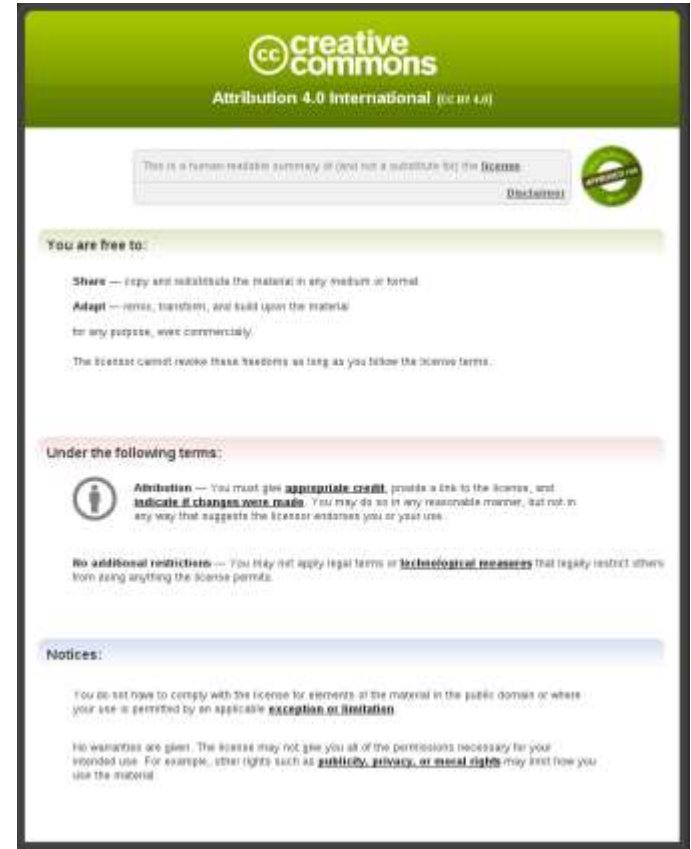 cc creative
commons
Attribution 4.0 International (CC BY 4.0)
This is a human-readable summary of (and not a substitute for) the license.
Disclaimer
APPROVED FOR
You are free to:
Share — copy and redistribute the material in any medium or format
Adapt — remix, transform, and build upon the material
for any purpose, even commercially.
The licensor cannot revoke these freedoms as long as you follow the license terms.
Under the following terms:
Attribution — You must give appropriate credit, provide a link to the license, and
indicate if changes were made. You may do so in any reasonable manner, but not in
any way that suggests the licensor endorses you or your use.
No additional restrictions — You may not apply legal terms or technological measures that legally restrict others
from doing anything the license permits.
Notices:
You do not have to comply with the license for elements of the material in the public domain or where
your use is permitted by an applicable exception or limitation.
No warranties are given. The license may not give you all of the permissions necessary for your
intended use. For example, other rights such as publicity, privacy, or moral rights may limit how you
use the material.